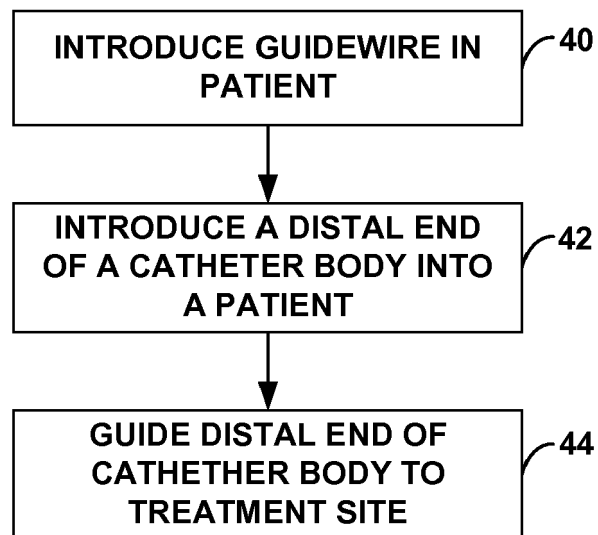 INTRODUCE GUIDEWIRE IN
PATIENT
40
INTRODUCE A DISTAL END
OF A CATHETER BODY INTO
A PATIENT
42
GUIDE DISTAL END OF
CATHETHER BODY TO
TREATMENT SITE
44